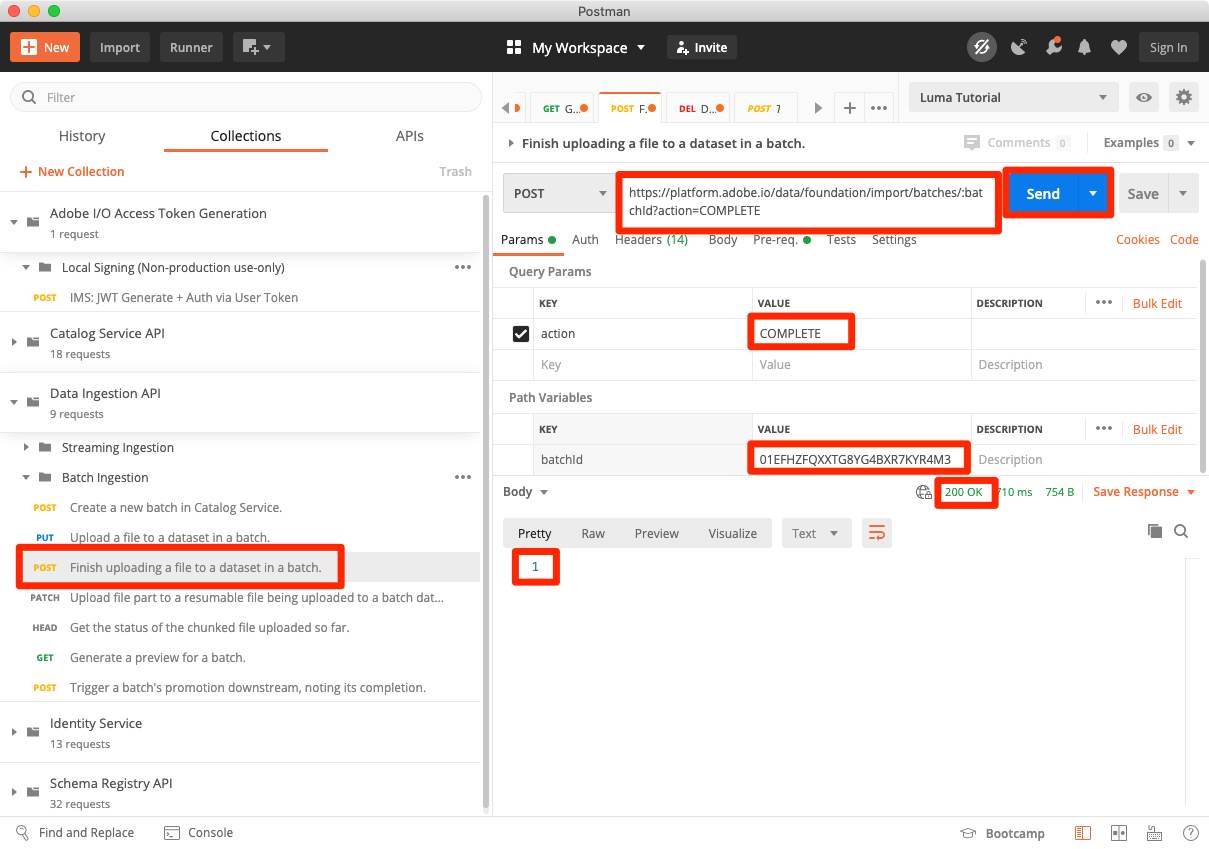 Postman
New
Import
Runner
My Workspace
Invite
Sign In
Filter
History
Collections
APIs
New Collection
Trash
Adobe I/O Access Token Generation
1 request
Local Signing (Non-production use-only)
POST IMS: JWT Generate + Auth via User Token
Catalog Service API
18 requests
Data Ingestion API
9 requests
Streaming Ingestion
Batch Ingestion
POST Create a new batch in Catalog Service.
PUT Upload a file to a dataset in a batch.
POST Finish uploading a file to a dataset in a batch.
PATCH Upload file part to a resumable file being uploaded to a batch dat...
HEAD Get the status of the chunked file uploaded so far.
GET Generate a preview for a batch.
POST Trigger a batch's promotion downstream, noting its completion.
Identity Service
13 requests
Schema Registry API
32 requests
GET G...
POST F.
DEL D...
POST
Luma Tutorial
Finish uploading a file to a dataset in a batch.
Comments 0
Examples 0
POST
https://platform.adobe.io/data/foundation/import/batches/:bat
chId?action=COMPLETE
Send
Save
Params
Auth
Headers (14)
Body
Pre-req.
Tests
Settings
Cookies
Code
Query Params
KEY VALUE DESCRIPTION ••• Bulk Edit
action COMPLETE
Key Value Description
Path Variables
KEY VALUE DESCRIPTION ••• Bulk Edit
batchId 01EFHZFQXXTG8YG4BXR7KYR4M3 Description
Body
200 OK 710 ms 754 B Save Response
Pretty Raw Preview Visualize Text
1
Find and Replace
Console
Bootcamp